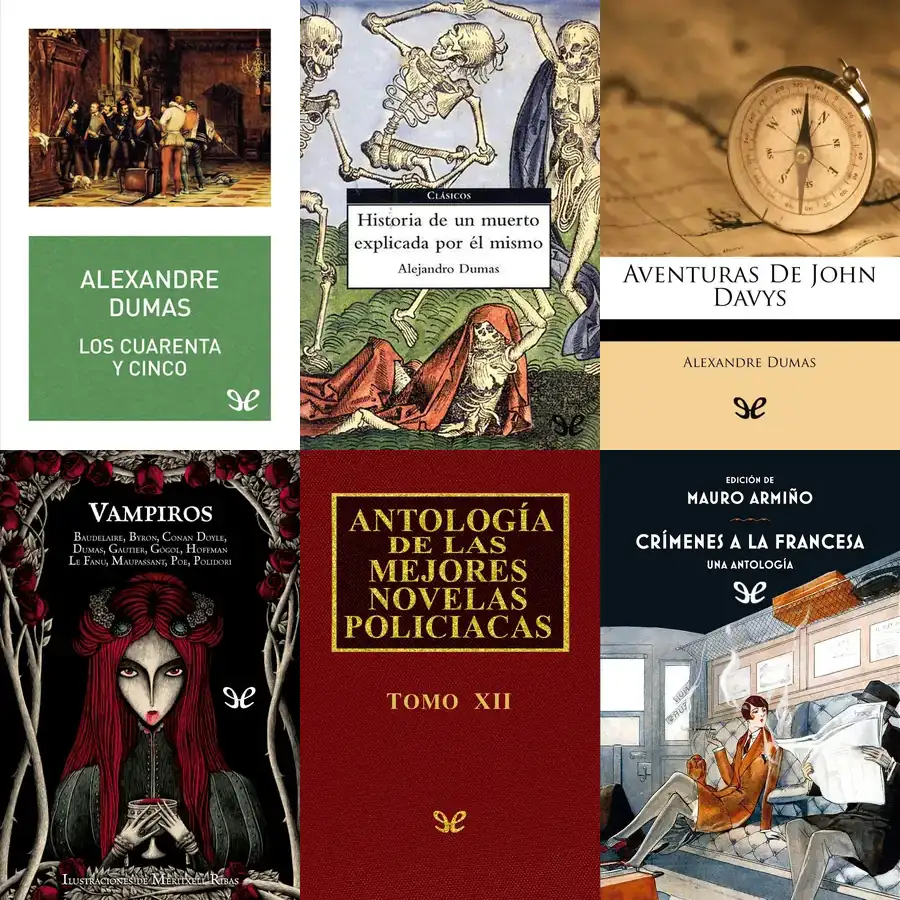 ALEXANDRE
DUMAS
LOS CUARENTA
Y CINCO
CLÁSICOS
Historia de un muerto
explicada por él mismo
Alejandro Dumas
AVENTURAS DE JOHN
DAVYS
ALEXANDRE DUMAS
VAMPIROS
BAUDELAIRE, BYRON, CONAN DOYLE,
DUMAS, GAUTIER, GÓGOL, HOFFMAN
LE FANU, MAUPASSANT, POE, POLIDORI
ILUSTRACIONES DE MERITXELL RIBAS
ANTOLOGÍA
DE LAS
MEJORES
NOVELAS
POLICIACAS
TOMO XII
EDICIÓN DE
MAURO ARMIÑO
CRÍMENES A LA FRANCESA
UNA ANTOLOGÍA